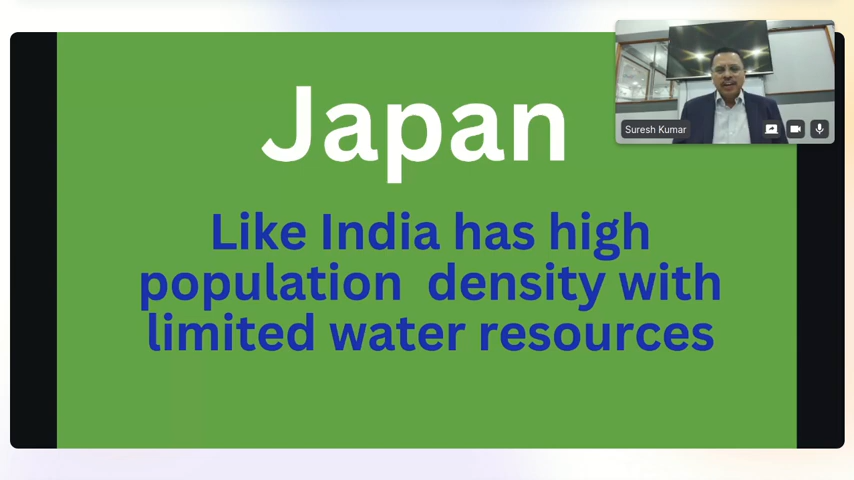 Japan
Like India has high
population density with
limited water resources
Suresh Kumar